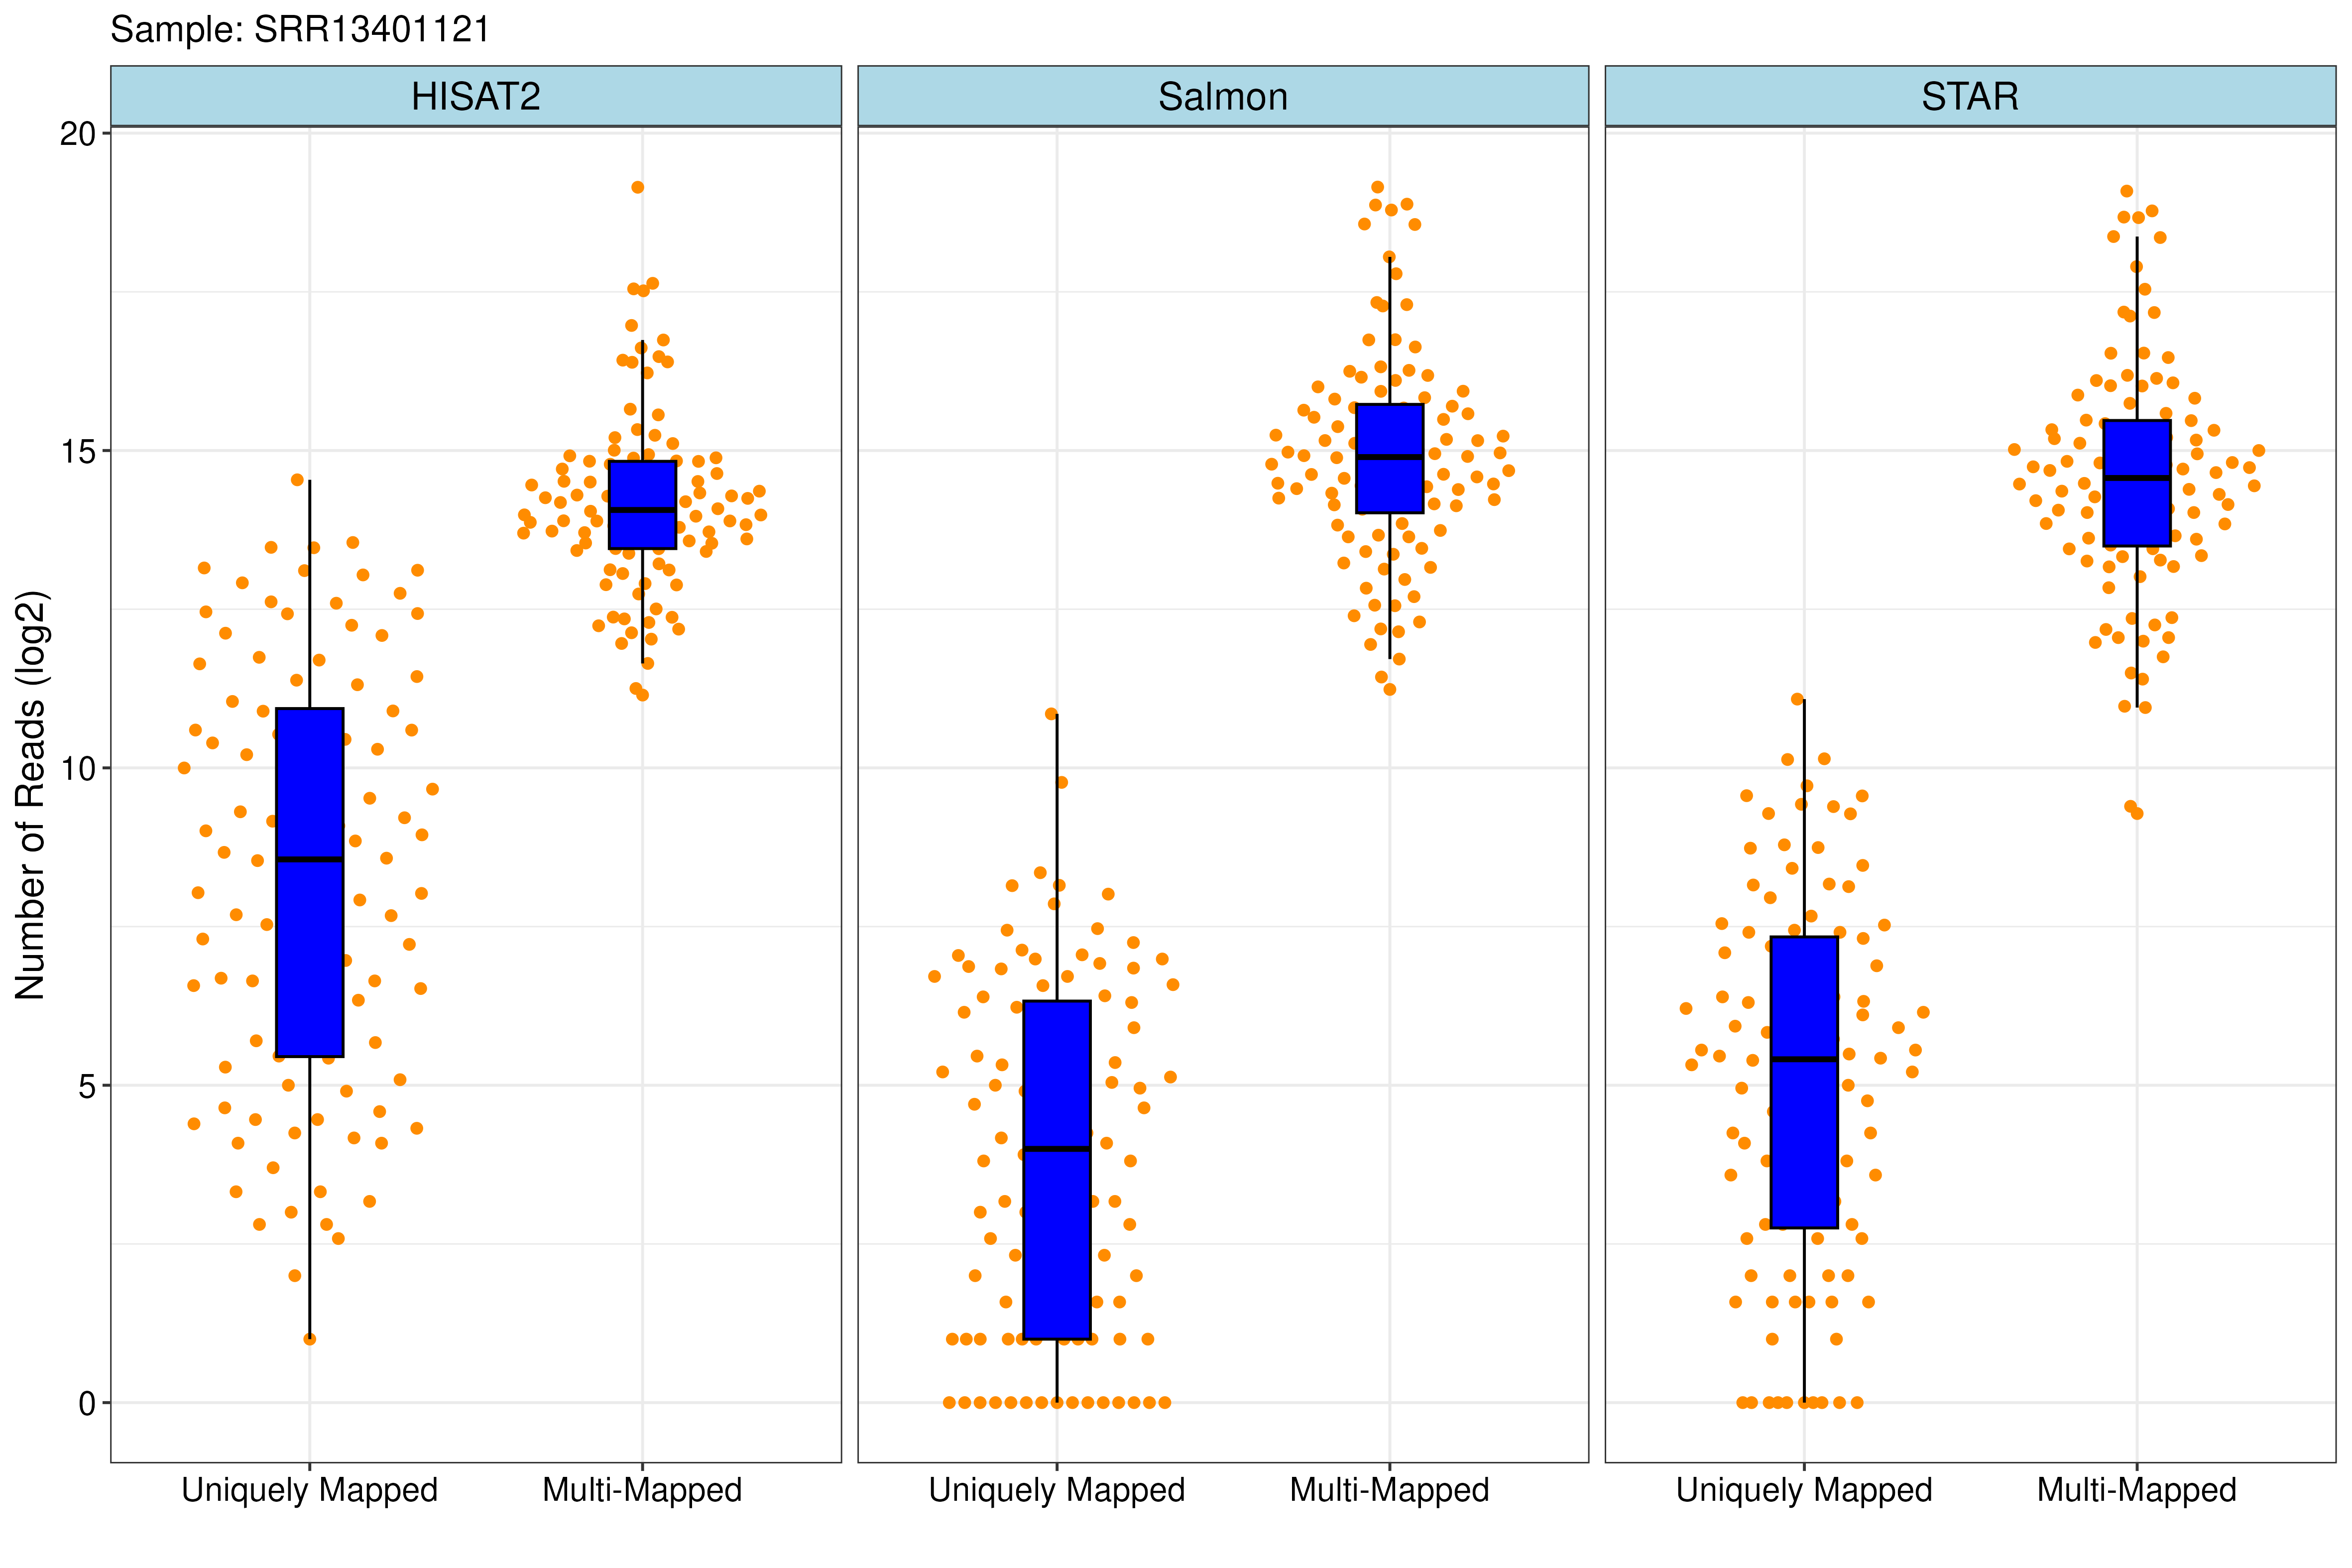 Sample: SRR13401121
HISAT2 Salmon STAR
Number of Reads (log2)
20
15
10
5
0
Uniquely Mapped Multi-Mapped Uniquely Mapped Multi-Mapped Uniquely Mapped Multi-Mapped